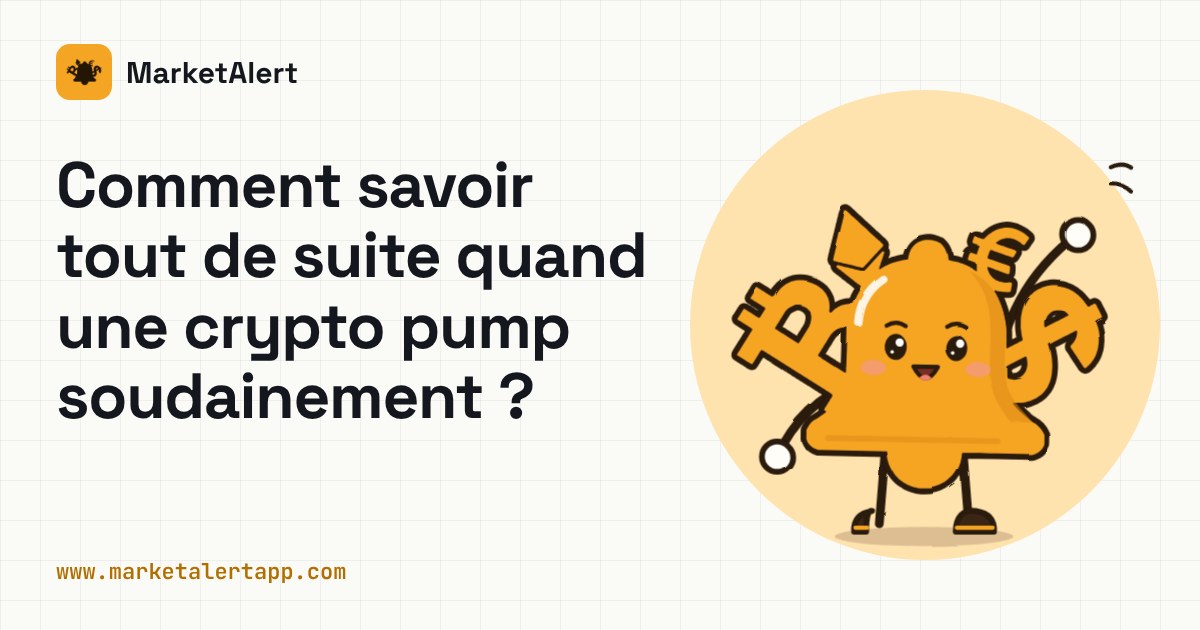 MarketAlert
Comment savoir
tout de suite quand
une crypto pump
soudainement ?
www.marketalertapp.com